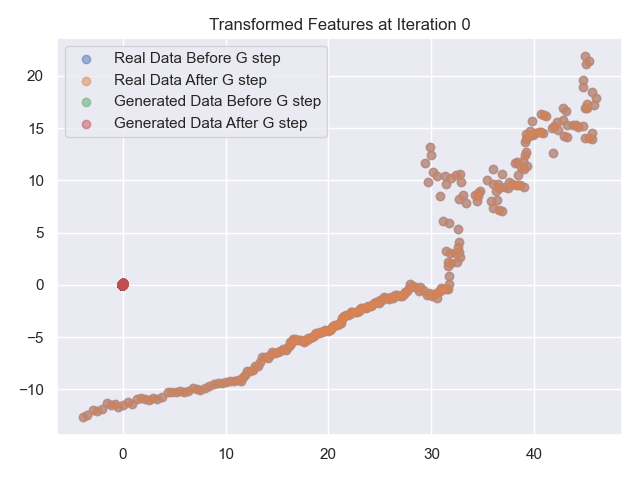 Transformed Features at Iteration 0
Real Data Before G step
Real Data After G step
Generated Data Before G step
Generated Data After G step
20
15
10
5
0
−5
−10
0 10 20 30 40